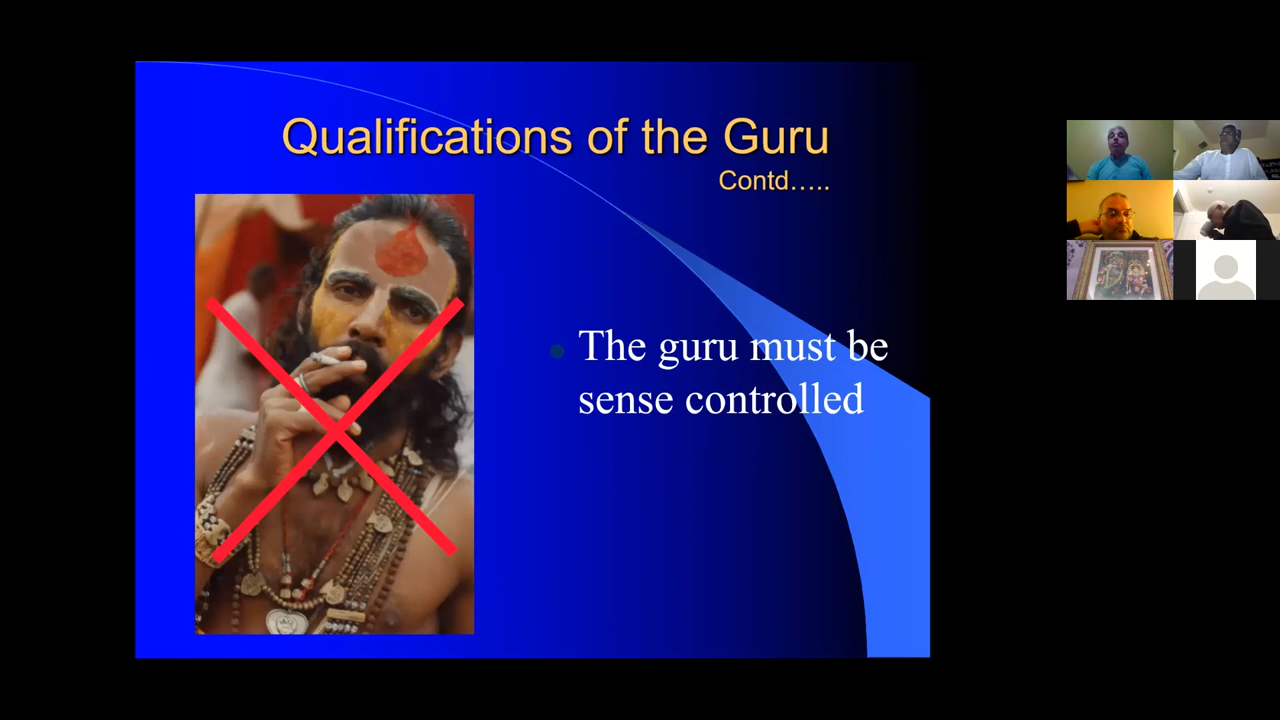 Qualifications of the Guru
Contd.....
The guru must be
sense controlled